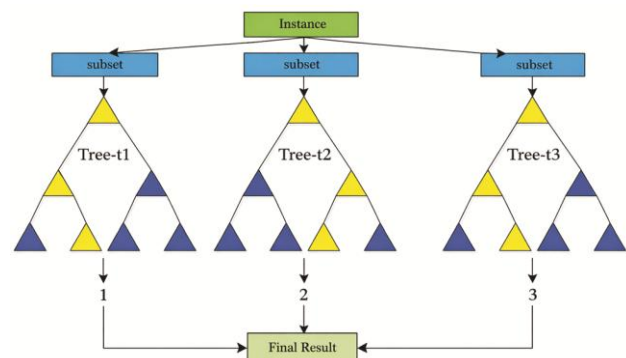 Instance
subset subset subset
Tree-t1 Tree-t2 Tree-t3
1 2 3
Final Result